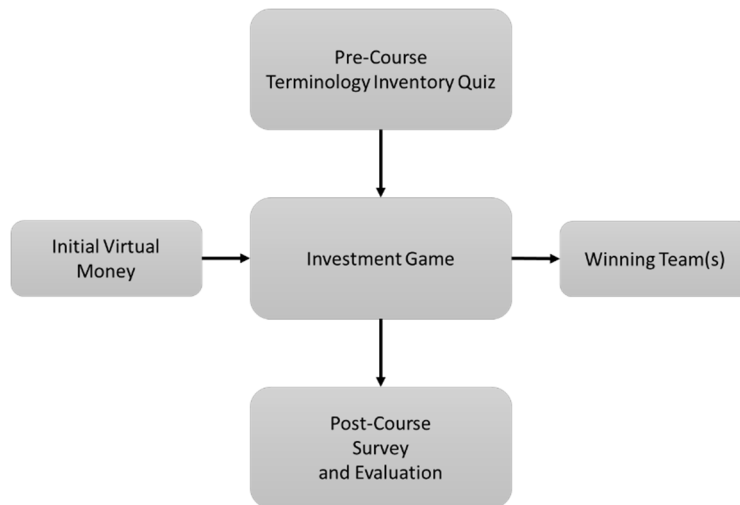 Pre-Course
Terminology Inventory Quiz
Initial Virtual
Money
Investment Game
Winning Team(s)
Post-Course
Survey
and Evaluation